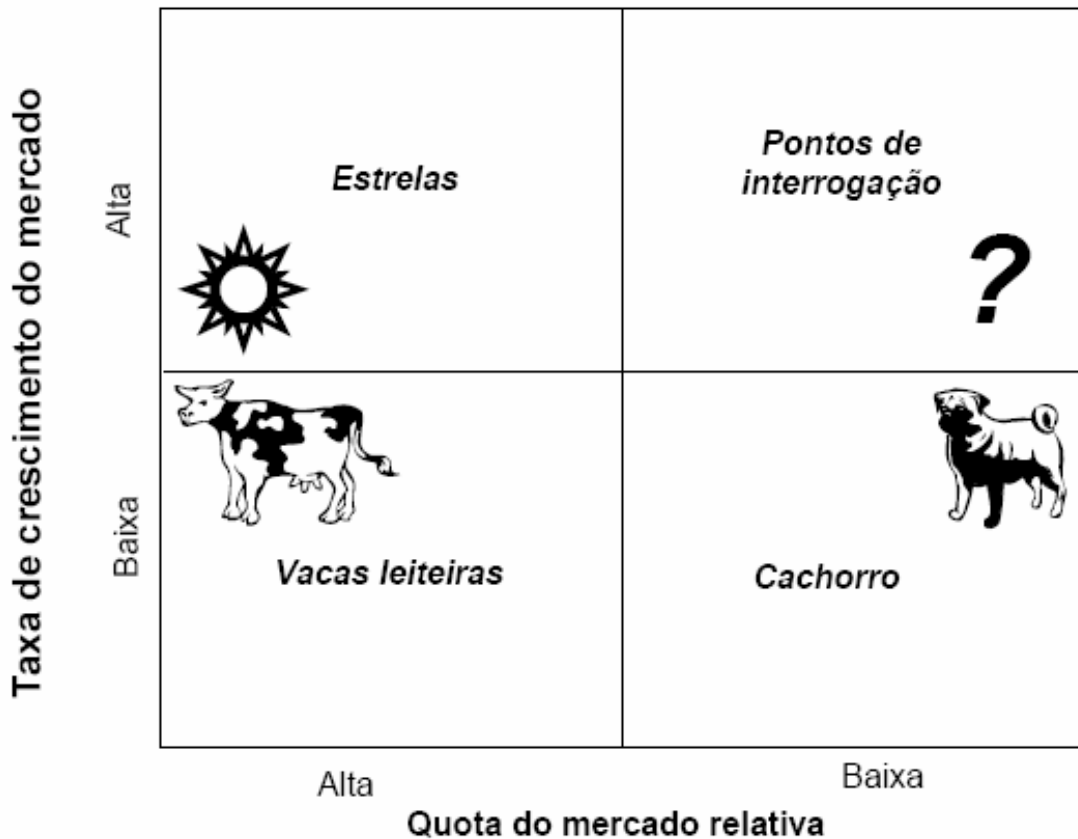 Taxa de crescimento do mercado
Alta
Estrelas
Pontos de
interrogação
?
Baixa
Vacas leiteiras
Cachorro
Alta
Baixa
Quota do mercado relativa